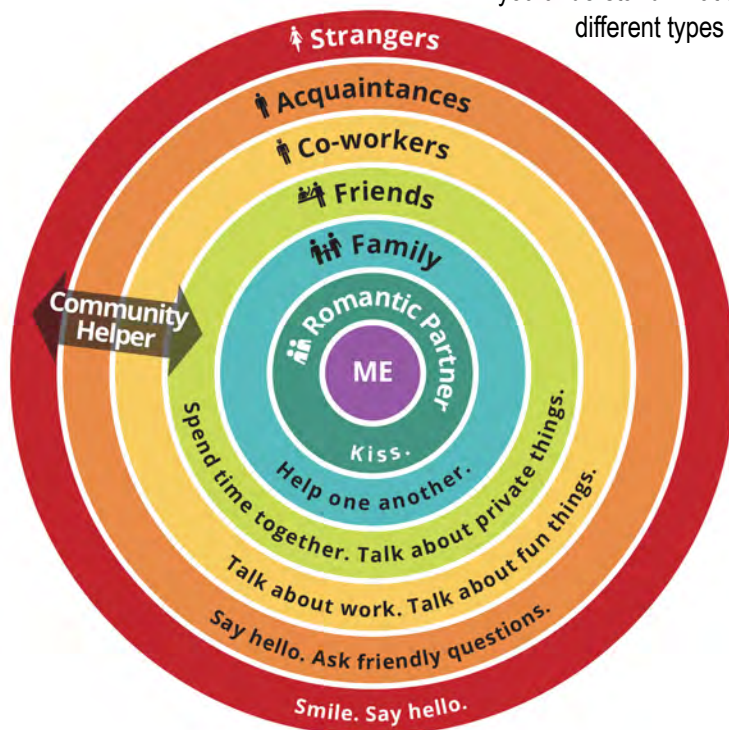 different types
Strangers
Acquaintances
Co-workers
Friends
Family
Romantic Partner
ME
Community
Helper
Kiss.
Help one another.
Spend time together. Talk about private things.
Talk about work. Talk about fun things.
Say hello. Ask friendly questions.
Smile. Say hello.